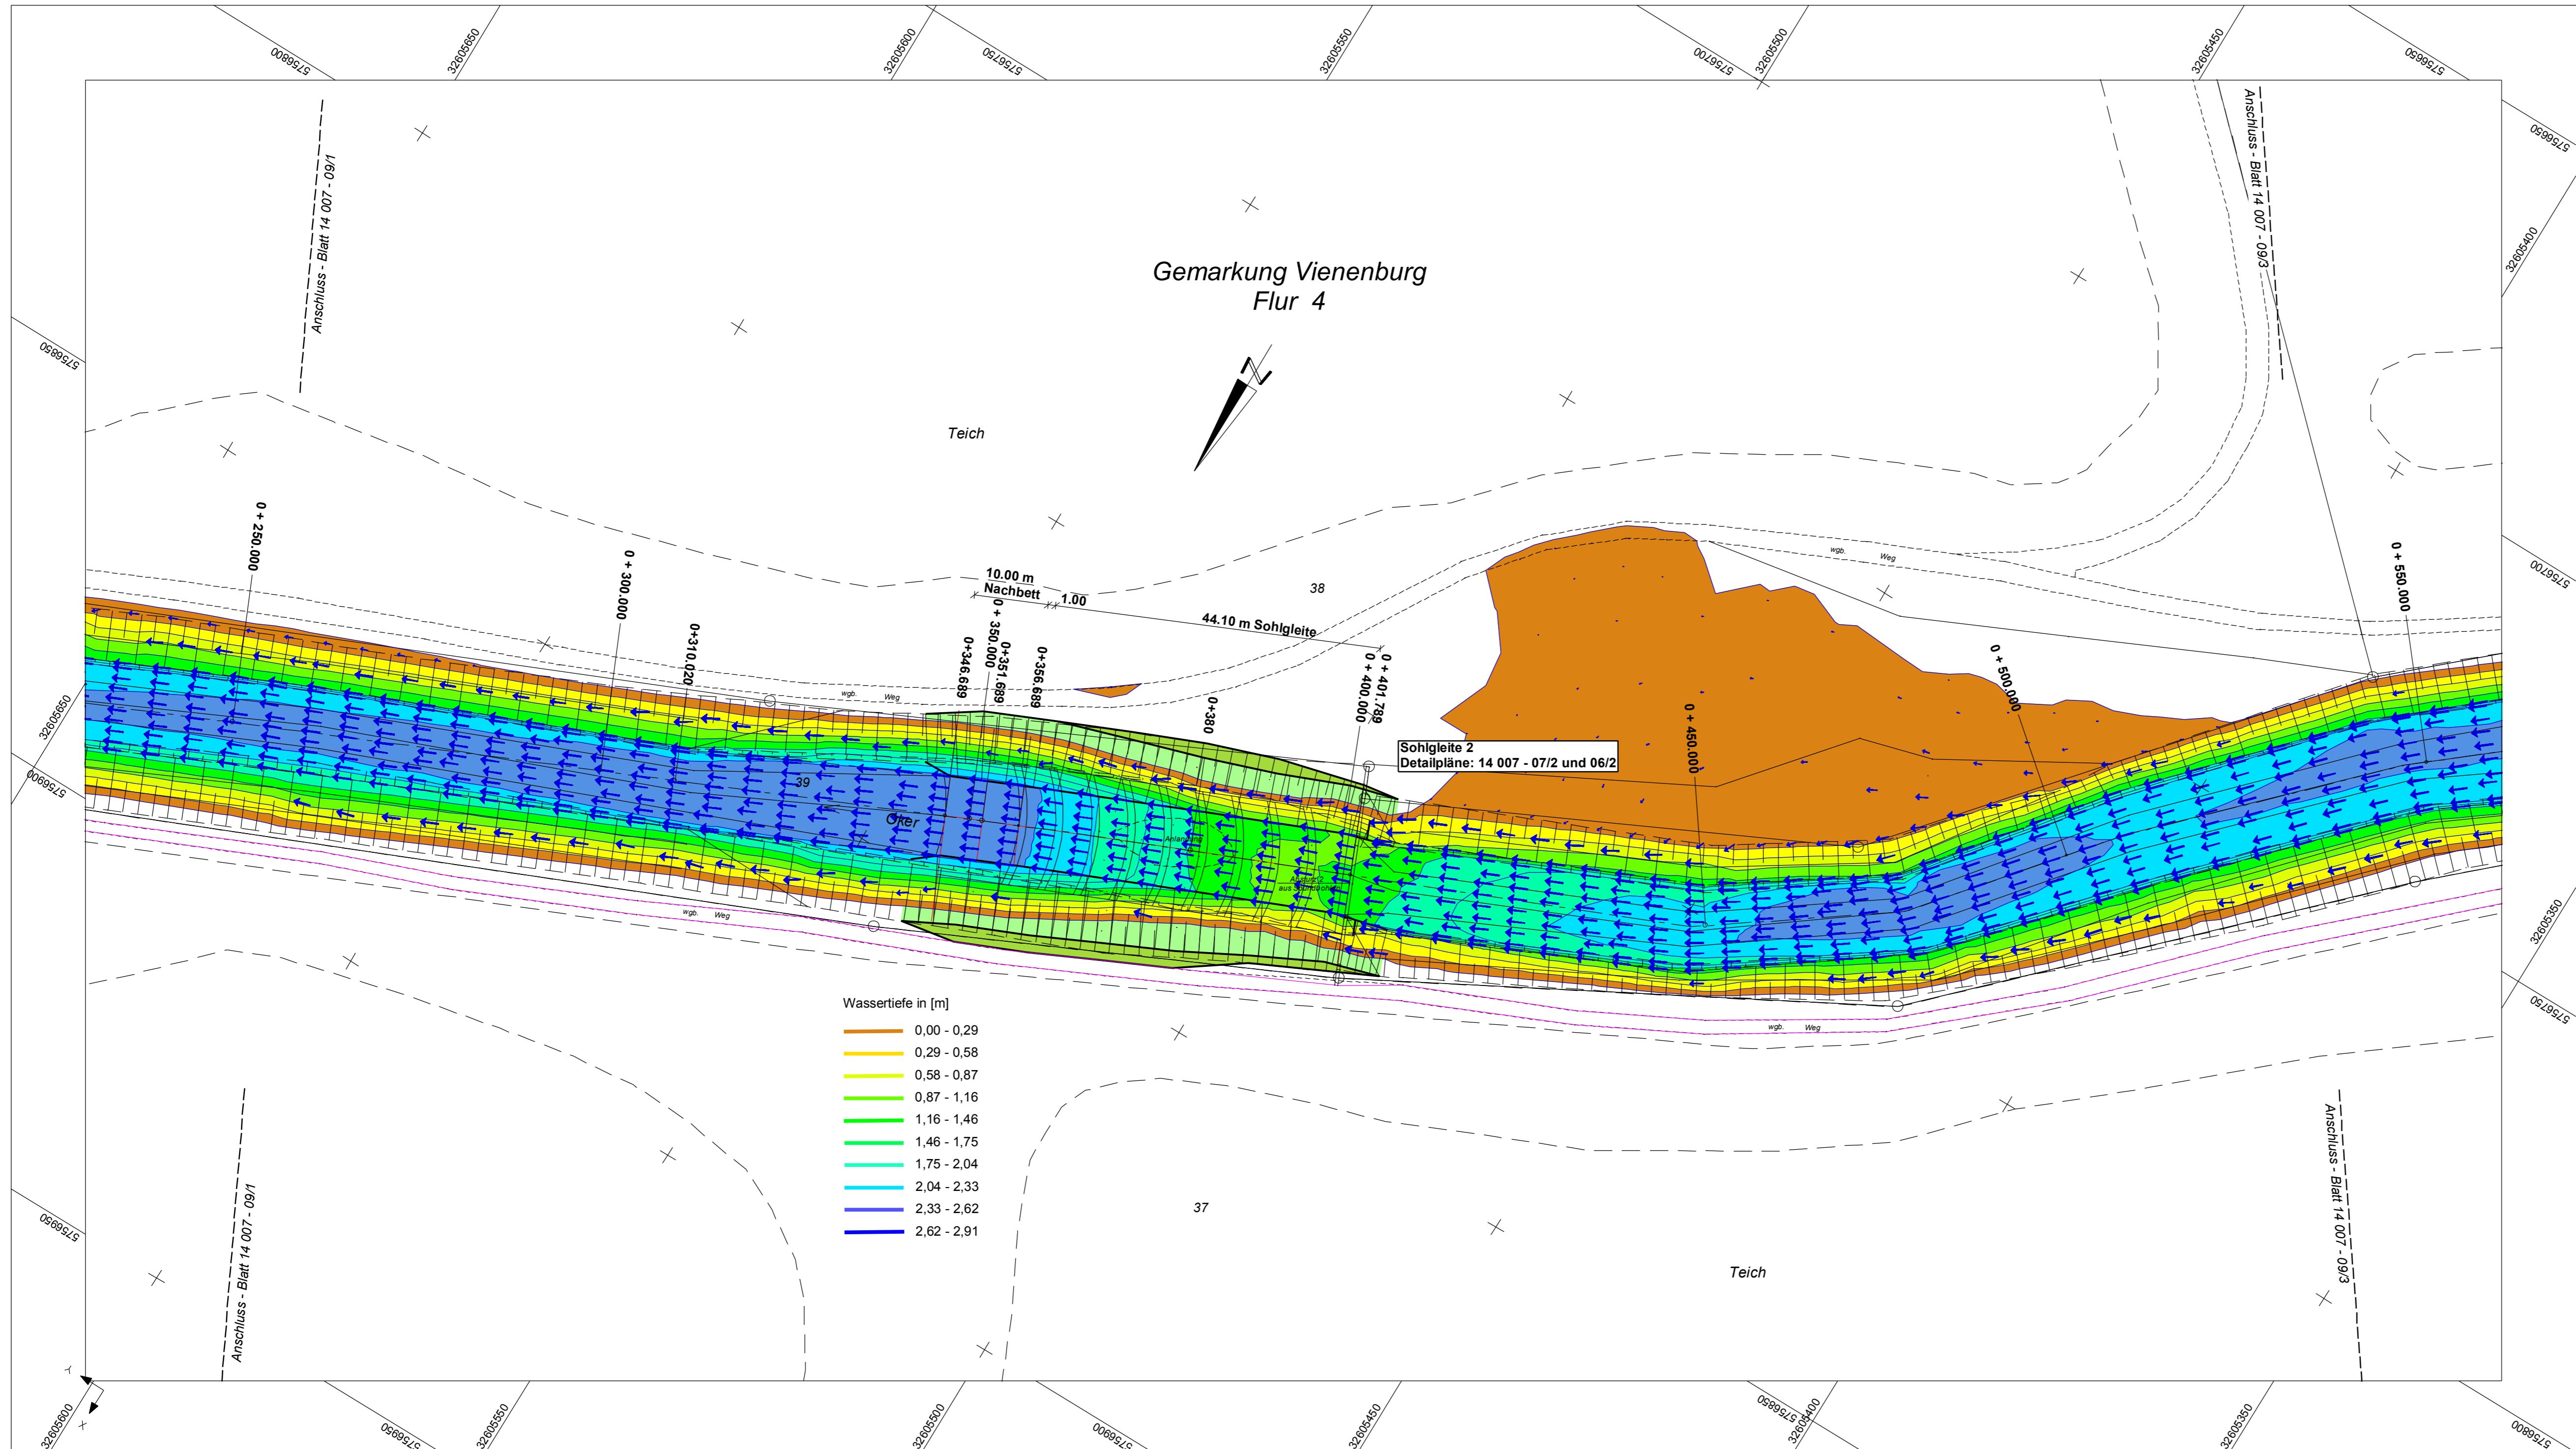 5756800
32605650
32605600
5756750
32605550
5756700
32605500
32605450
5756650
5756650
Anschluss - Blatt 14 007 - 09/1
Anschluss - Blatt 14 007 - 09/3
32605400
Gemarkung Vienenburg
Flur 4
N
5756850
Teich
0 + 250.000
0 + 300.000
0+310.020
10.00 m
Nachbett
1.00
44.10 m Sohlgleite
38
wgb. Weg
0 + 550.000
5756700
0+346.689
0 + 350.000
0+351.689
0+356.689
0+380
0 + 400.000
0 + 401.789
0 + 450.000
0 + 500.000
wgb. Weg
32605650
5756900
Sohlgleite 2
Detailpläne: 14 007 - 07/2 und 06/2
39
Oker
wgb. Weg
32605350
5756750
wgb. Weg
Wassertiefe in [m]
0,00 - 0,29
0,29 - 0,58
0,58 - 0,87
0,87 - 1,16
1,16 - 1,46
1,46 - 1,75
1,75 - 2,04
2,04 - 2,33
2,33 - 2,62
2,62 - 2,91
37
Teich
Anschluss - Blatt 14 007 - 09/1
Anschluss - Blatt 14 007 - 09/3
5756950
Y
X
32605600
5756950
32605550
32605500
5756900
32605450
5756850
32605400
32605350
5756800